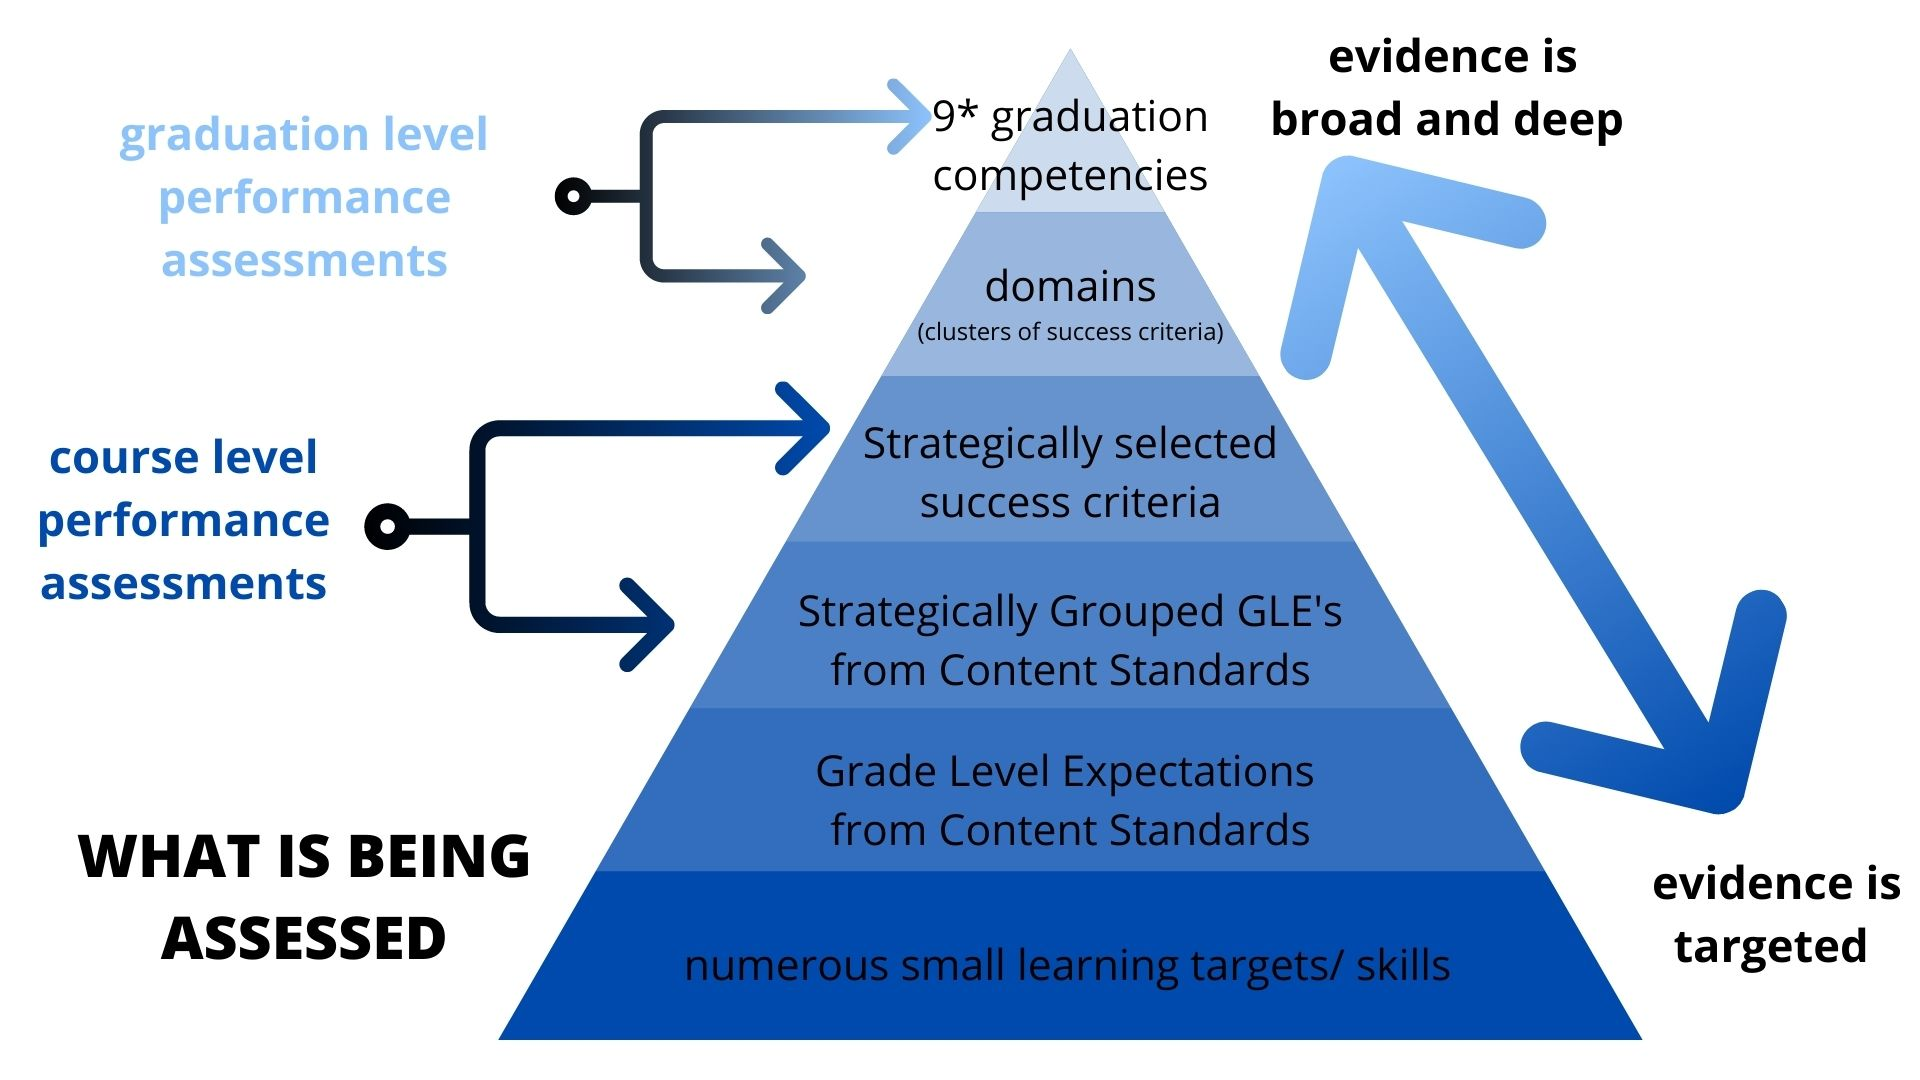 evidence is
broad and deep
graduation level
performance
assessments
9* graduation
competencies
domains
(clusters of success criteria)
course level
performance
assessments
Strategically selected
success criteria
Strategically Grouped GLE's
from Content Standards
Grade Level Expectations
from Content Standards
WHAT IS BEING
ASSESSED
evidence is
targeted
numerous small learning targets/ skills